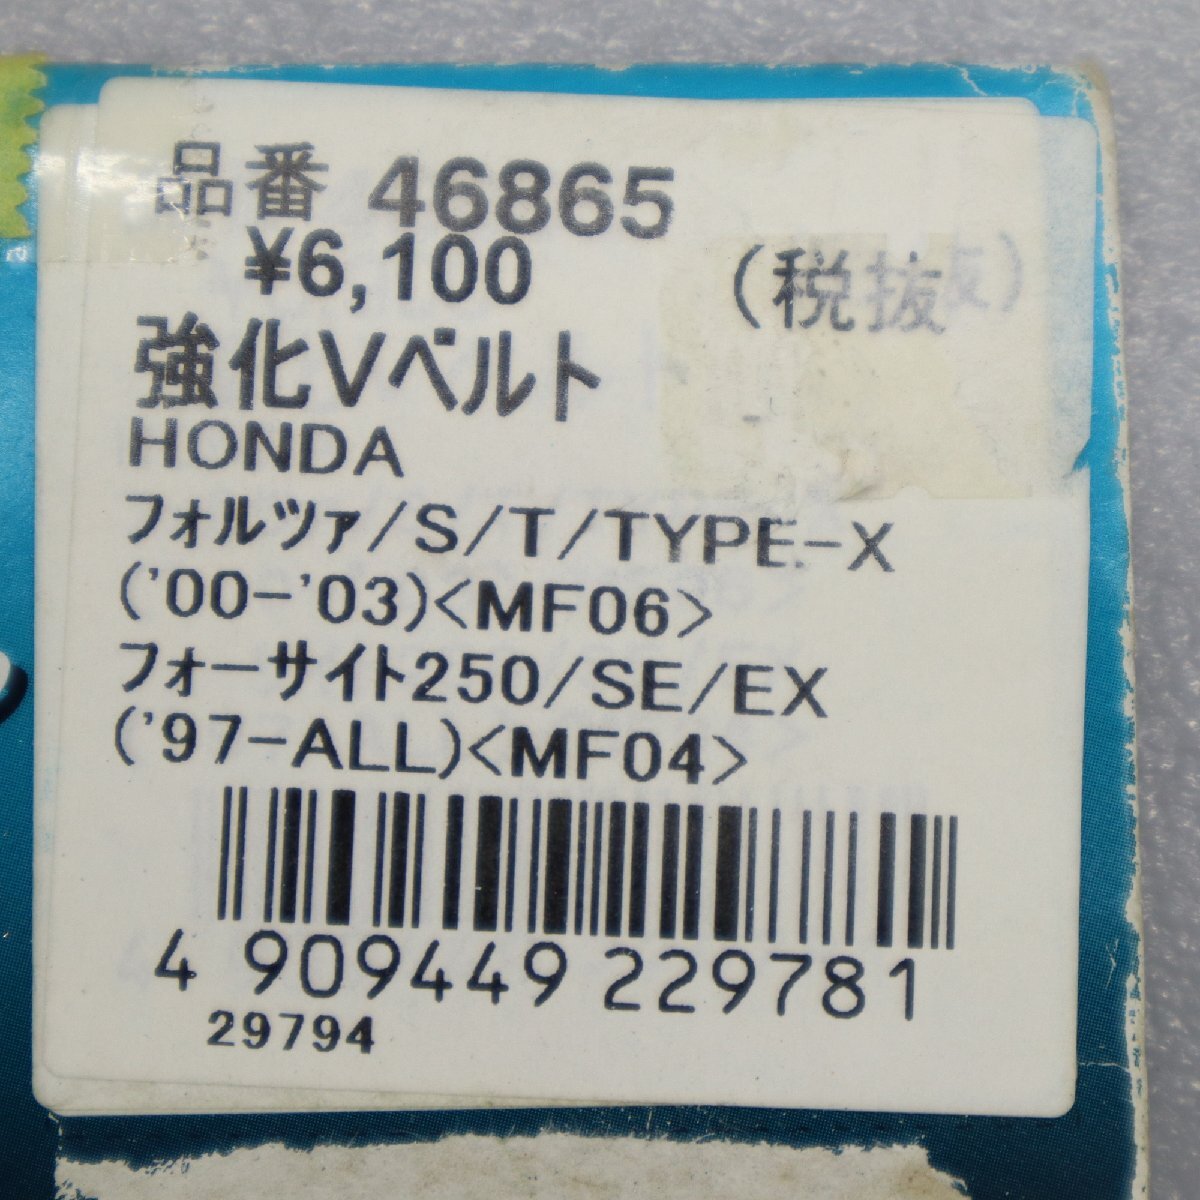 品番 46865
¥6,100 (税抜)
強化Vベルト
HONDA
フォルツァ/S/T/TYPE-X
('00-'03)<MF06>
フォーサイト250/SE/EX
('97-ALL)<MF04>
4 909449 229781
29794